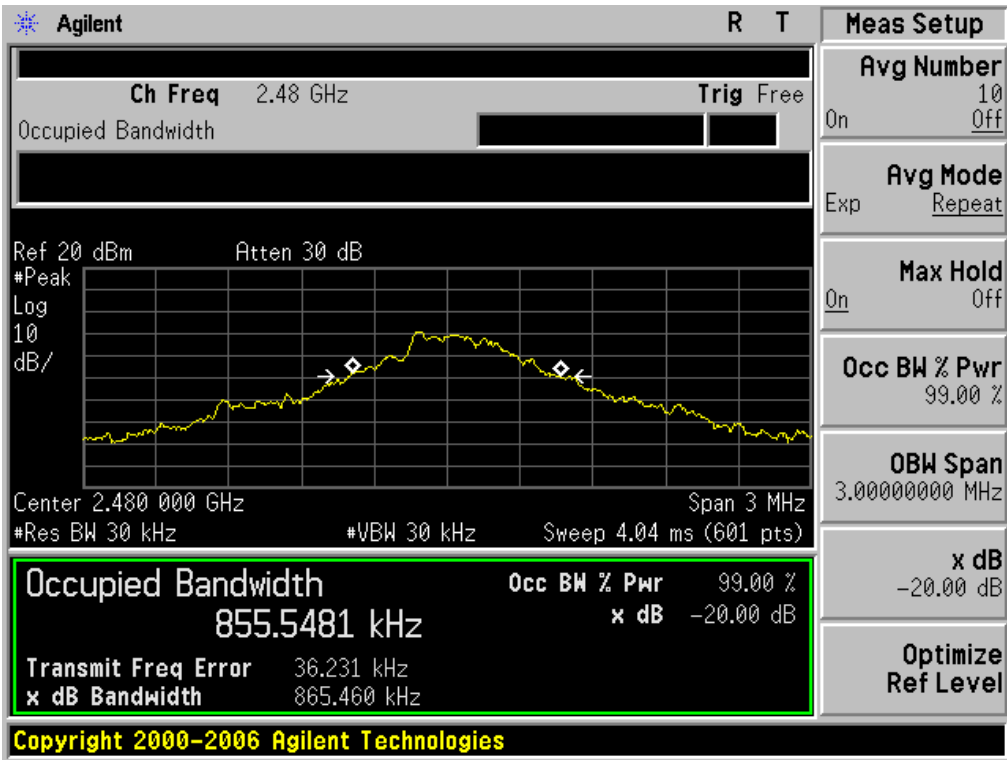 Agilent R T
Ch Freq 2.48 GHz Trig Free
Occupied Bandwidth
Ref 20 dBm Atten 30 dB
#Peak
Log
10
dB/
Center 2.480 000 GHz Span 3 MHz
#Res BW 30 kHz #VBW 30 kHz Sweep 4.04 ms (601 pts)
Occupied Bandwidth Occ BW % Pwr 99.00 %
855.5481 kHz x dB -20.00 dB
Transmit Freq Error 36.231 kHz
x dB Bandwidth 865.460 kHz
Copyright 2000-2006 Agilent Technologies
Meas Setup
Avg Number
10
On Off
Avg Mode
Exp Repeat
Max Hold
On Off
Occ BW % Pwr
99.00 %
OBW Span
3.00000000 MHz
x dB
-20.00 dB
Optimize
Ref Level